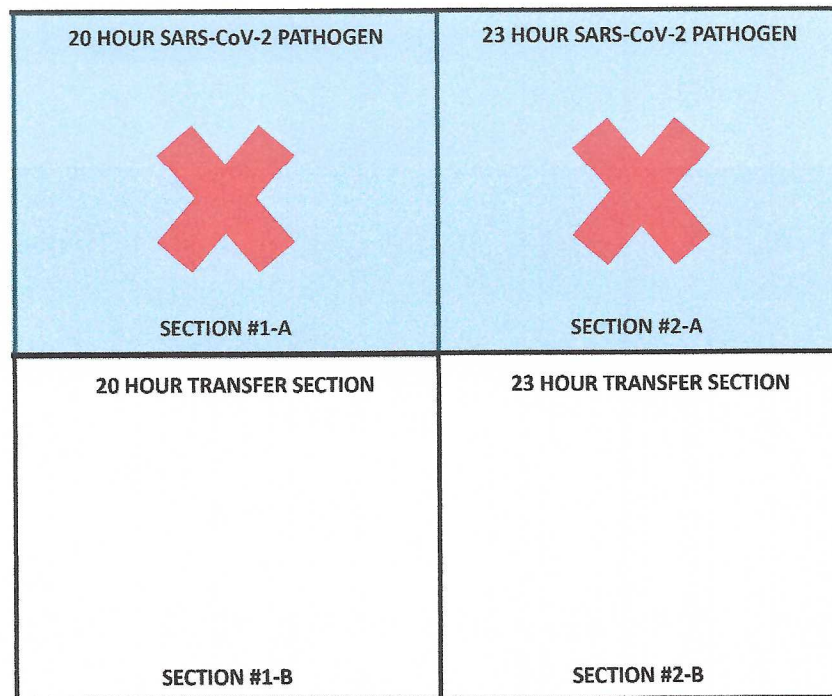 20 HOUR SARS-CoV-2 PATHOGEN
23 HOUR SARS-CoV-2 PATHOGEN
SECTION #1-A
SECTION #2-A
20 HOUR TRANSFER SECTION
23 HOUR TRANSFER SECTION
SECTION #1-B
SECTION #2-B